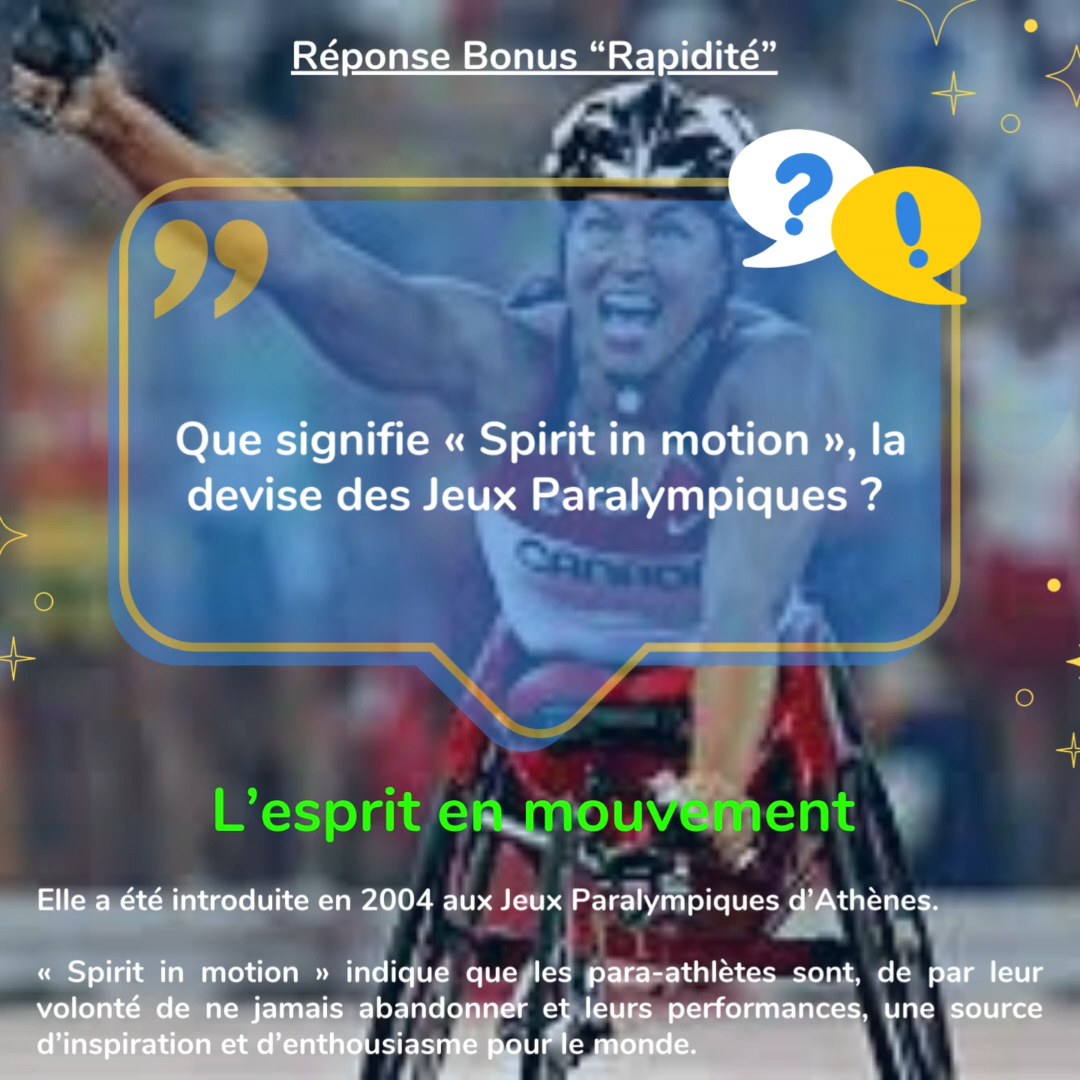 Réponse Bonus “Rapidité”
Que signifie « Spirit in motion », la
devise des Jeux Paralympiques ?
L’esprit en mouvement
Elle a été introduite en 2004 aux Jeux Paralympiques d’Athènes.
« Spirit in motion » indique que les para-athlètes sont, de par leur
volonté de ne jamais abandonner et leurs performances, une source
d’inspiration et d’enthousiasme pour le monde.